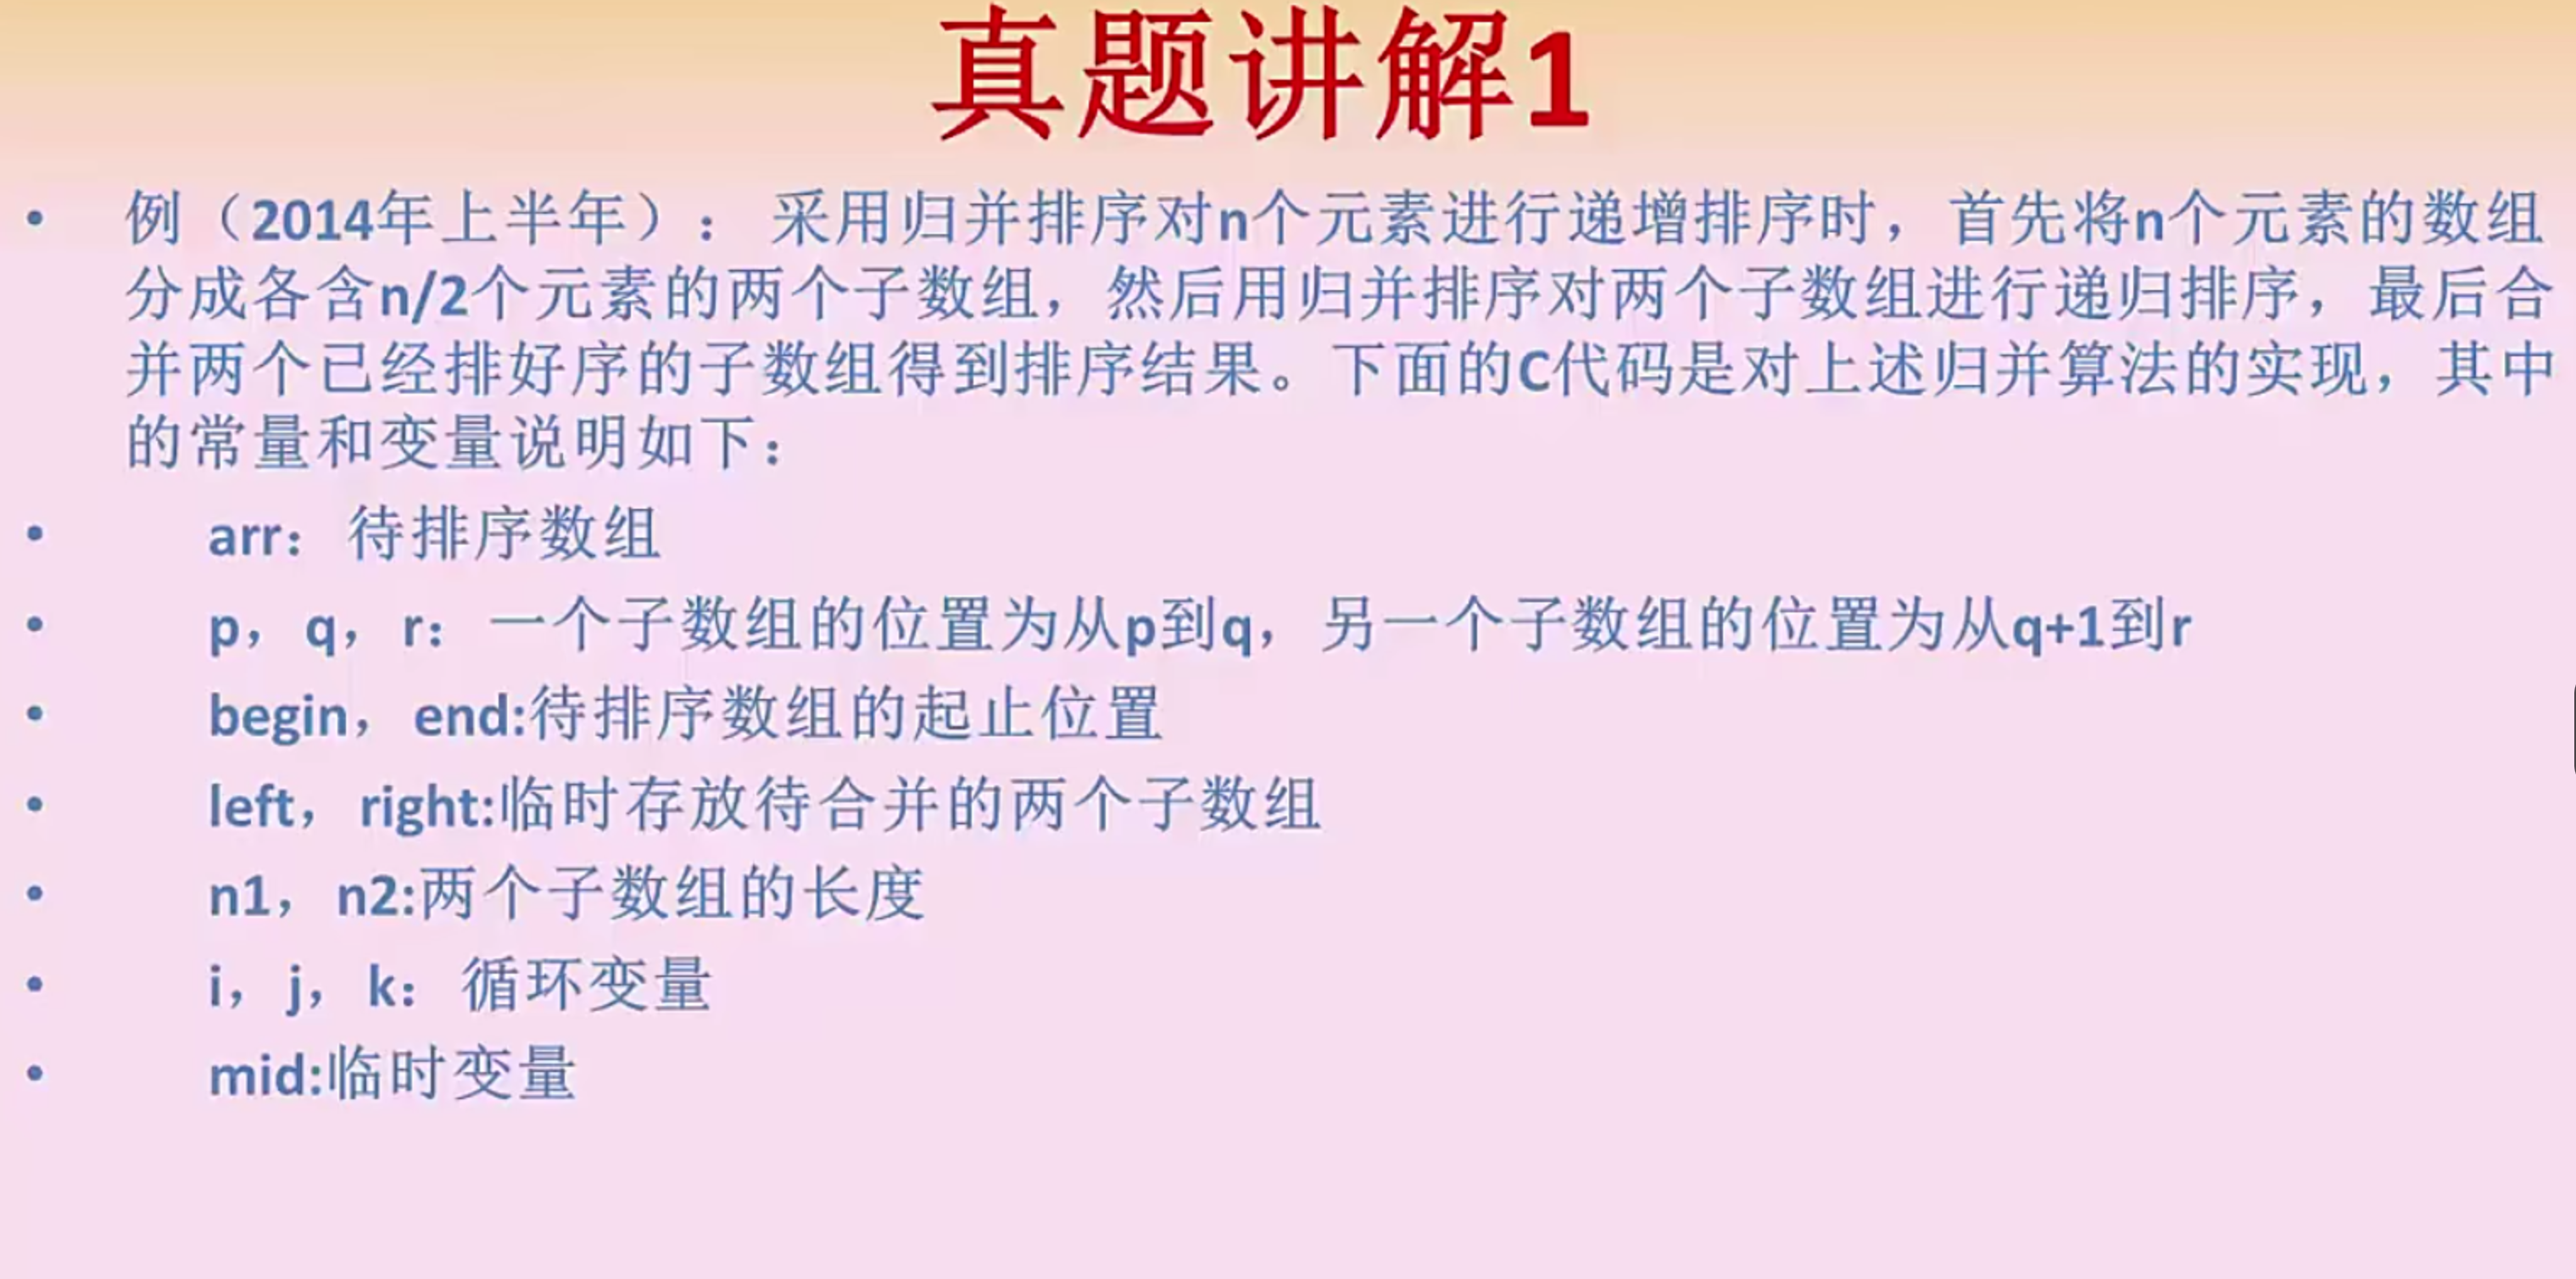 真题讲解1
• 例（2014年上半年）： 采用归并排序对n个元素进行递增排序时，首先将n个元素的数组
分成各含n/2个元素的两个子数组，然后用归并排序对两个子数组进行递归排序，最后合
并两个已经排好序的子数组得到排序结果。下面的C代码是对上述归并算法的实现，其中
的常量和变量说明如下：
• arr：待排序数组
• p，q，r：一个子数组的位置为从p到q，另一个子数组的位置为从q+1到r
• begin，end:待排序数组的起止位置
• left，right:临时存放待合并的两个子数组
• n1，n2:两个子数组的长度
• i，j，k：循环变量
• mid:临时变量